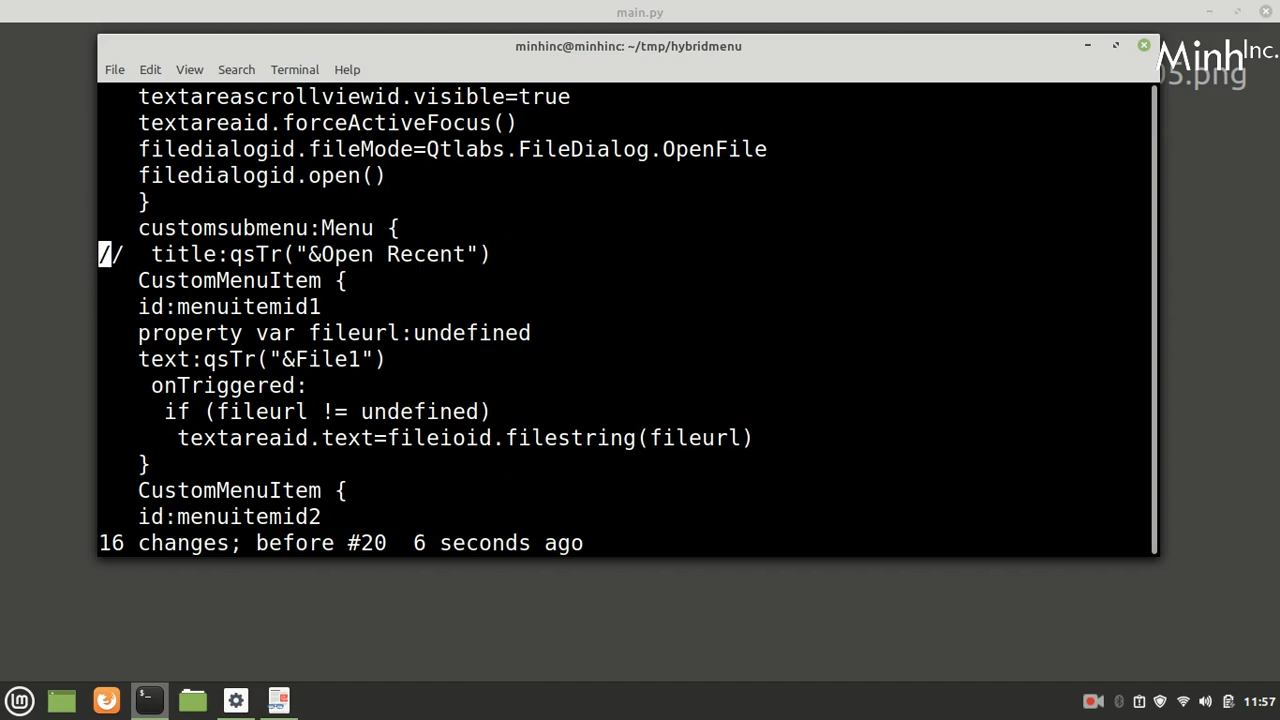 main.py
minhinc@minhinc: ~/tmp/hybridmenu
MinhInc.
05.png
File Edit View Search Terminal Help
textareascrollviewid.visible=true
textareaid.forceActiveFocus()
filedialogid.fileMode=Qtlabs.FileDialog.OpenFile
filedialogid.open()
}
customsubmenu:Menu {
//  title:qsTr("&Open Recent")
CustomMenuItem {
id:menuitemid1
property var fileurl:undefined
text:qsTr("&File1")
onTriggered:
if (fileurl != undefined)
textareaid.text=fileioid.filestring(fileurl)
}
CustomMenuItem {
id:menuitemid2
16 changes; before #20  6 seconds ago
11:57